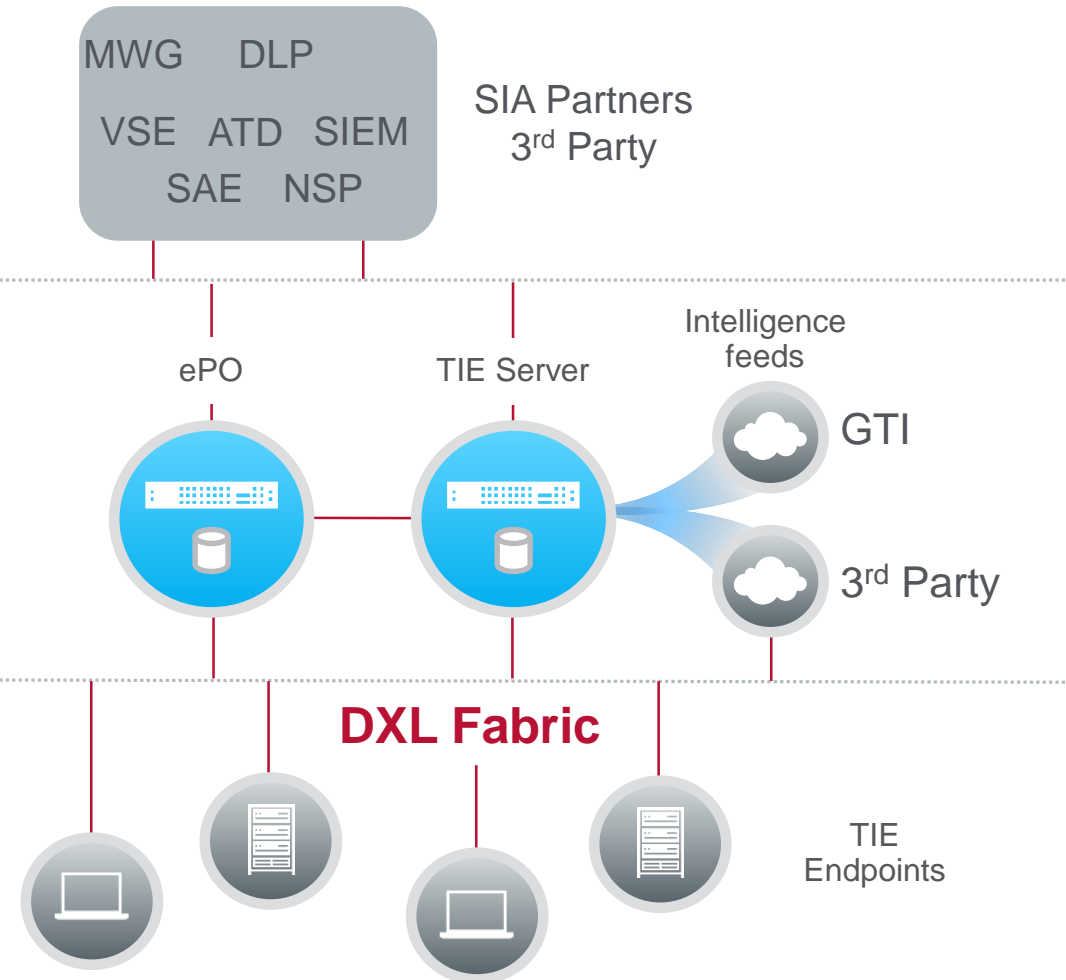 MWG DLP
VSE ATD SIEM
SAE NSP
SIA Partners
3rd Party
ePO
TIE Server
Intelligence
feeds
GTI
3rd Party
DXL Fabric
TIE
Endpoints